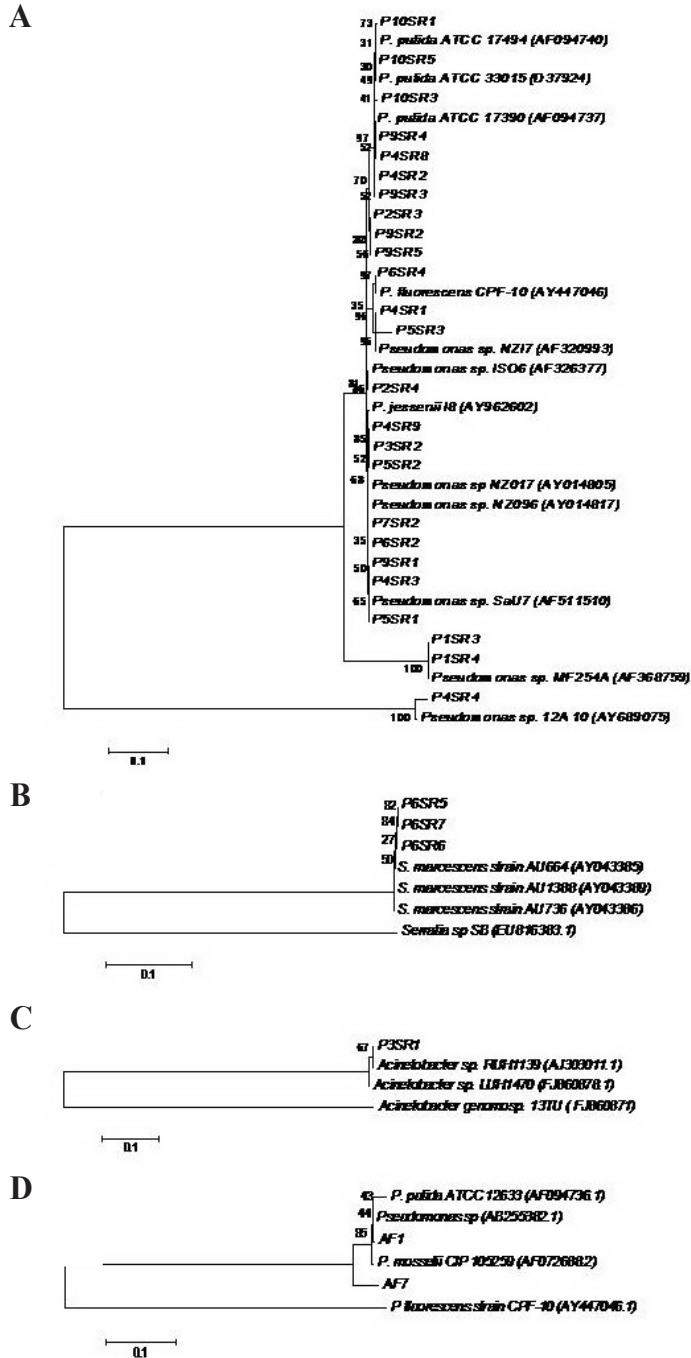 A
73 P10SR1
31 P. putida ATCC 17494 (AF094740)
P10SR5
30
49 P. putida ATCC 33015 (D37924)
41 P10SR3
P. putida ATCC 17390 (AF094737)
P9SR4
52 P4SR8
70 P4SR2
P9SR3
P2SR3
P9SR2
P9SR5
P6SR4
P. fluorescens CPF-10 (AY447046)
35 P4SR1
P5SR3
Pseudomonas sp. NZI7 (AF320993)
Pseudomonas sp. ISO6 (AF326377)
P2SR4
P. jessenii I8 (AY962602)
P4SR9
P3SR2
52 P5SR2
68 Pseudomonas sp NZ017 (AY014805)
Pseudomonas sp. NZ096 (AY014817)
P7SR2
35 P6SR2
P9SR1
50 P4SR3
65 Pseudomonas sp. SaU7 (AF511510)
P5SR1
P1SR3
P1SR4
100 Pseudomonas sp. MF254A (AF368759)
P4SR4
100 Pseudomonas sp. 12A 10 (AY689075)
0.1
B
82 P6SR5
84 P6SR7
27 P6SR6
50 S. marcescens strain AU664 (AY043385)
S. marcescens strain AU1388 (AY043389)
S. marcescens strain AU736 (AY043386)
Serratia sp SB (EU816383.1)
0.1
C
67 P3SR1
Acinetobacter sp. RUH1139 (AJ303011.1)
Acinetobacter sp. LUH1470 (FJ860878.1)
Acinetobacter genomosp. 13TU (FJ860871)
0.1
D
43 P. putida ATCC 12633 (AF094736.1)
44 Pseudomonas sp (AB255382.1)
AF1
P. mosselii CIP 105259 (AF072688.2)
AF7
P fluorescens strain CPF-10 (AY447046.1)
0.1